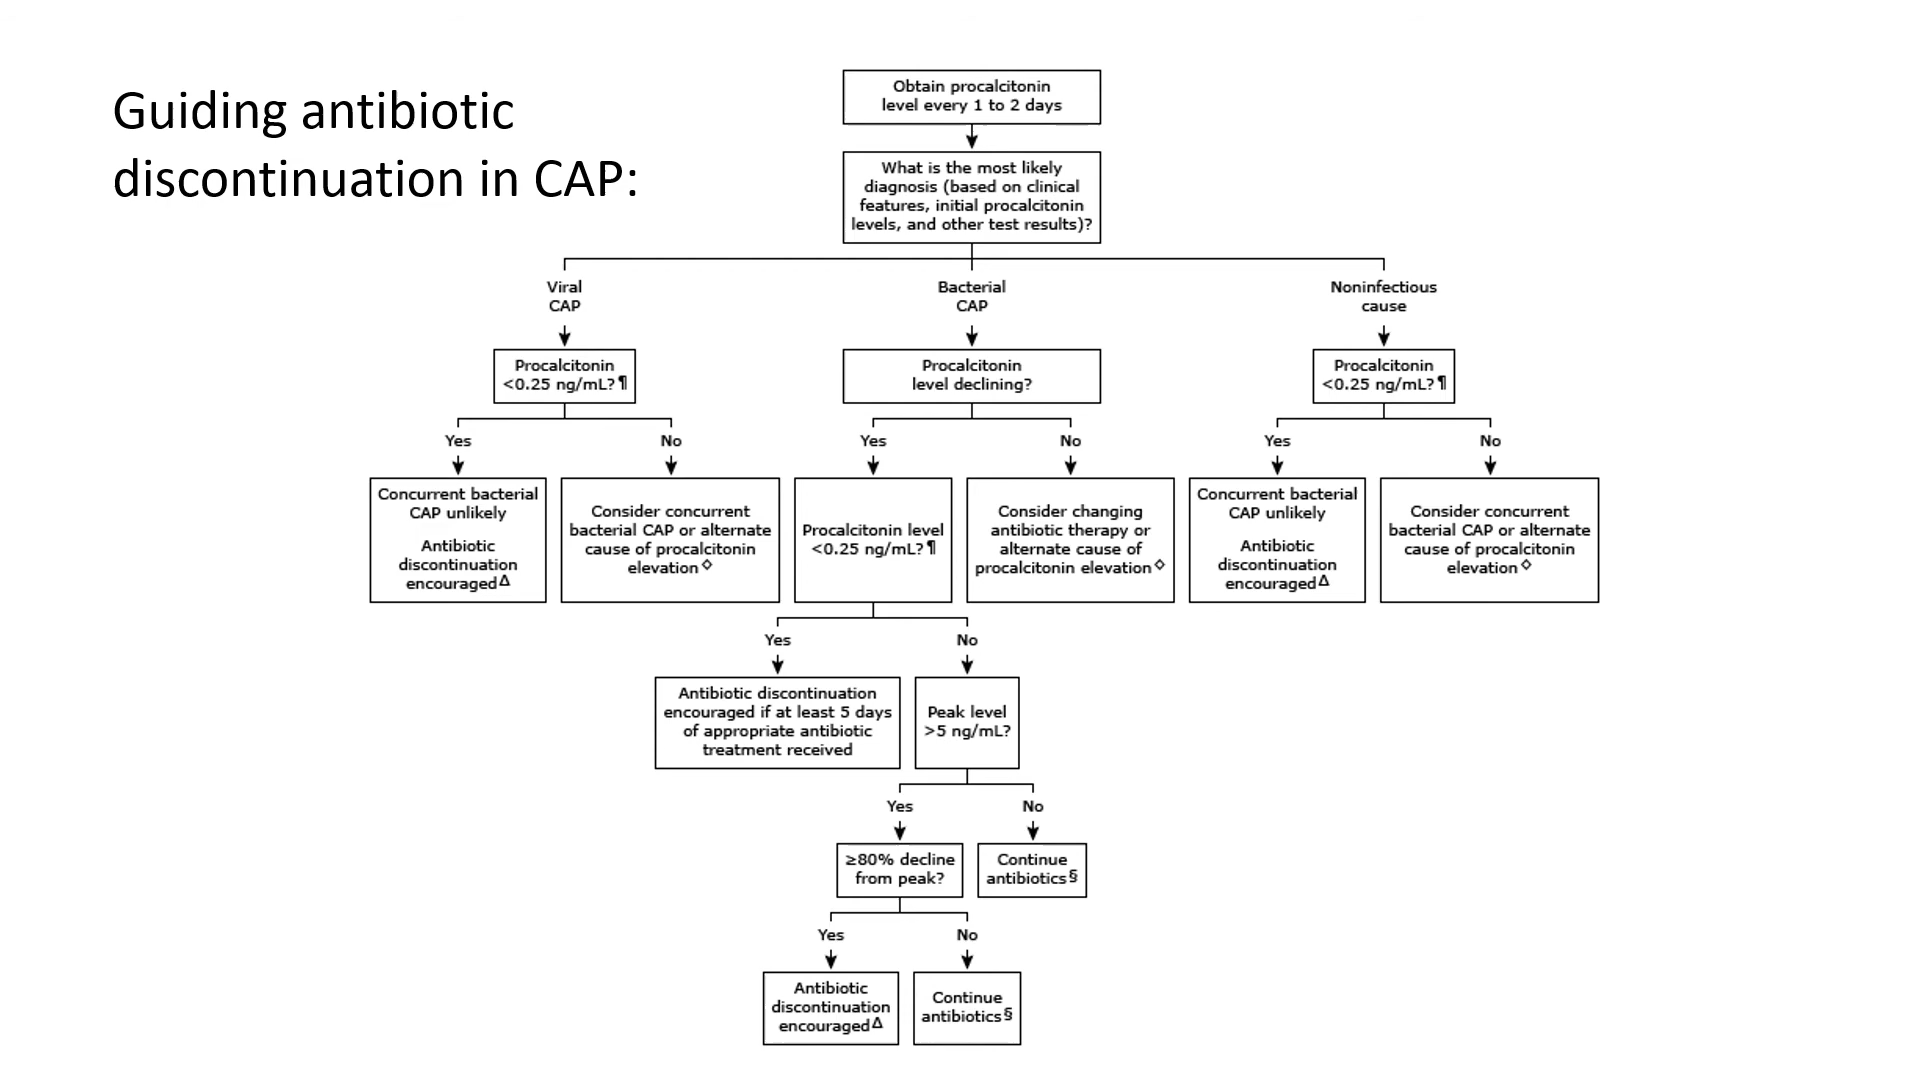 Guiding antibiotic
discontinuation in CAP:
Obtain procalcitonin
level every 1 to 2 days
What is the most likely
diagnosis (based on clinical
features, initial procalcitonin
levels, and other test results)?
Viral
CAP
Bacterial
CAP
Noninfectious
cause
Procalcitonin
<0.25 ng/mL?¶
Procalcitonin
level declining?
Procalcitonin
<0.25 ng/mL?¶
Yes
No
Yes
No
Yes
No
Concurrent bacterial
CAP unlikely
Antibiotic
discontinuation
encouragedΔ
Consider concurrent
bacterial CAP or alternate
cause of procalcitonin
elevation◊
Procalcitonin level
<0.25 ng/mL?¶
Consider changing
antibiotic therapy or
alternate cause of
procalcitonin elevation◊
Concurrent bacterial
CAP unlikely
Antibiotic
discontinuation
encouragedΔ
Consider concurrent
bacterial CAP or alternate
cause of procalcitonin
elevation◊
Yes
No
Antibiotic discontinuation
encouraged if at least 5 days
of appropriate antibiotic
treatment received
Peak level
>5 ng/mL?
Yes
No
≥80% decline
from peak?
Continue
antibiotics§
Yes
No
Antibiotic
discontinuation
encouragedΔ
Continue
antibiotics§